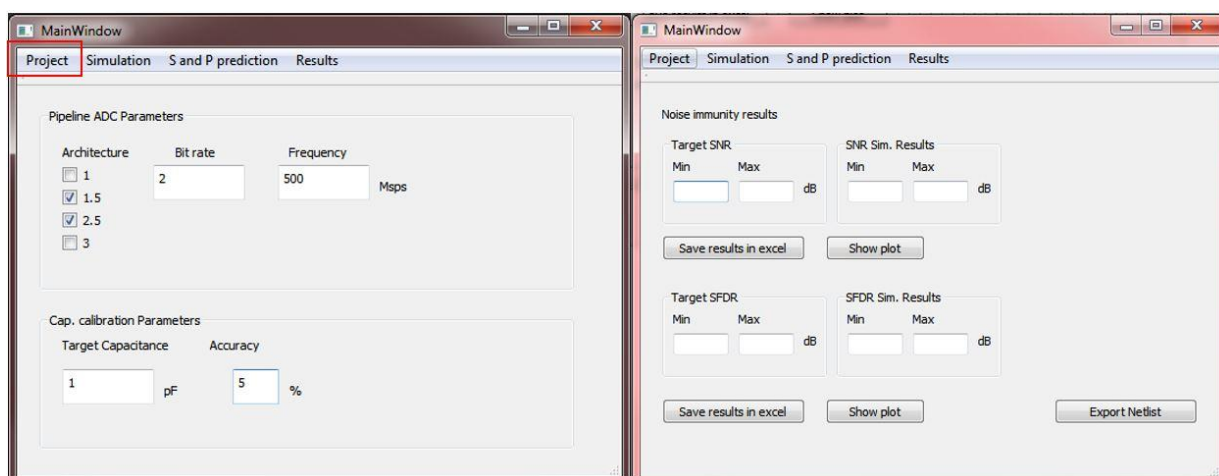 MainWindow
Project Simulation S and P prediction Results
Pipeline ADC Parameters
Architecture Bit rate Frequency
1
1.5
2.5
3
2
500
Msps
Cap. calibration Parameters
Target Capacitance Accuracy
1 pF 5 %
MainWindow
Project Simulation S and P prediction Results
Noise immunity results
Target SNR SNR Sim. Results
Min Max Min Max
dB
Save results in excel Show plot
Target SFDR SFDR Sim. Results
Min Max Min Max
dB dB
Save results in excel Show plot Export Netlist